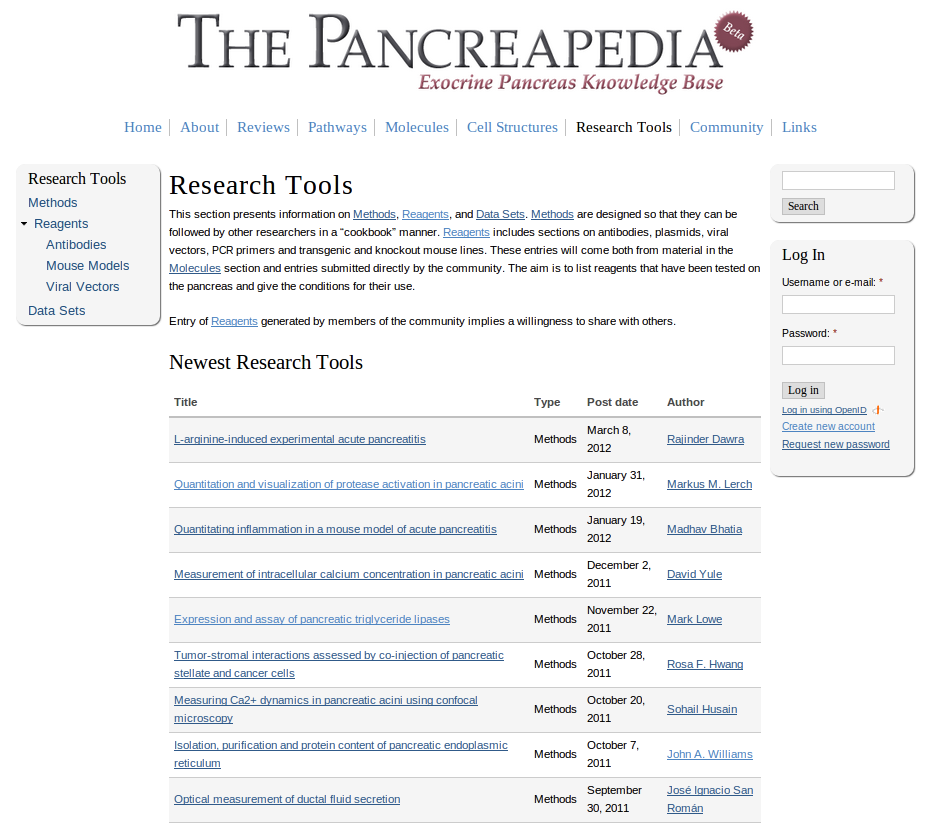 THE PANCREAPEDIA
Beta
Exocrine Pancreas Knowledge Base
Home About Reviews Pathways Molecules Cell Structures Research Tools Community Links
Research Tools
Methods
Reagents
Antibodies
Mouse Models
Viral Vectors
Data Sets
Research Tools
This section presents information on Methods, Reagents, and Data Sets. Methods are designed so that they can be
followed by other researchers in a “cookbook” manner. Reagents includes sections on antibodies, plasmids, viral
vectors, PCR primers and transgenic and knockout mouse lines. These entries will come both from material in the
Molecules section and entries submitted directly by the community. The aim is to list reagents that have been tested on
the pancreas and give the conditions for their use.
Entry of Reagents generated by members of the community implies a willingness to share with others.
Newest Research Tools
Title Type Post date Author
L-arginine-induced experimental acute pancreatitis Methods March 8, 2012 Rajinder Dawra
Quantitation and visualization of protease activation in pancreatic acini Methods January 31, 2012 Markus M. Lerch
Quantitating inflammation in a mouse model of acute pancreatitis Methods January 19, 2012 Madhav Bhatia
Measurement of intracellular calcium concentration in pancreatic acini Methods December 2, 2011 David Yule
Expression and assay of pancreatic triglyceride lipases Methods November 22, 2011 Mark Lowe
Tumor-stromal interactions assessed by co-injection of pancreatic
stellate and cancer cells Methods October 28, 2011 Rosa F. Hwang
Measuring Ca2+ dynamics in pancreatic acini using confocal
microscopy Methods October 20, 2011 Sohail Husain
Isolation, purification and protein content of pancreatic endoplasmic
reticulum Methods October 7, 2011 John A. Williams
Optical measurement of ductal fluid secretion Methods September 30, 2011 José Ignacio San Román
Search
Log In
Username or e-mail: *
Password: *
Log in
Log in using OpenID
Create new account
Request new password